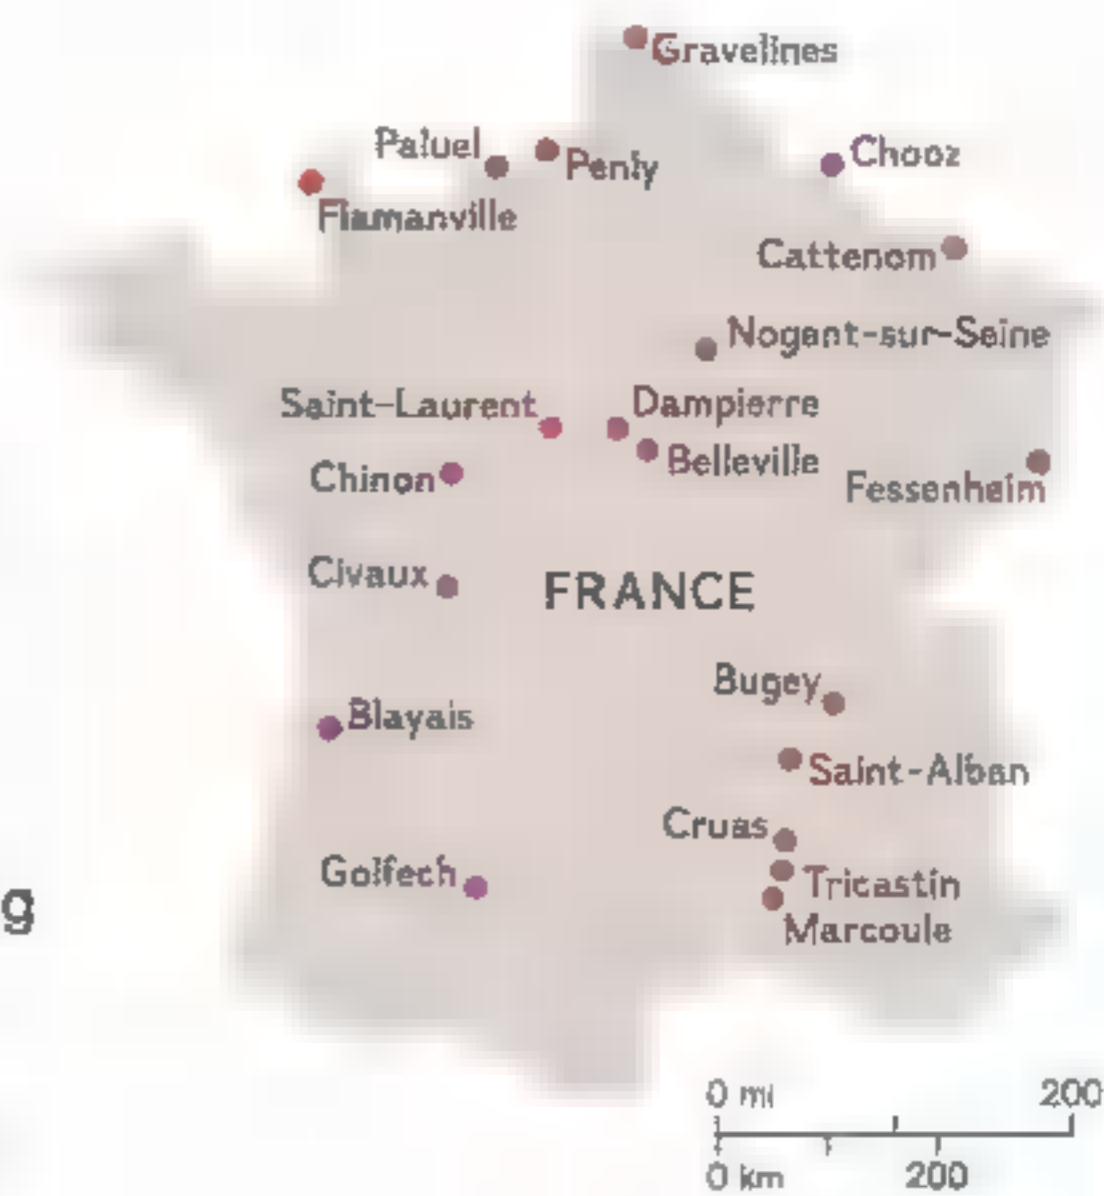 Gravelines
Paluel
Penly
Chooz
Flamanville
Cattenom
Nogent-sur-Seine
Saint-Laurent
Dampierre
Belleville
Chinon
Fessenheim
Civaux
FRANCE
Bugey
Blayais
Saint-Alban
Cruas
Golfech
Tricastin
g
Marcoule
0 mi 200
0 km 200